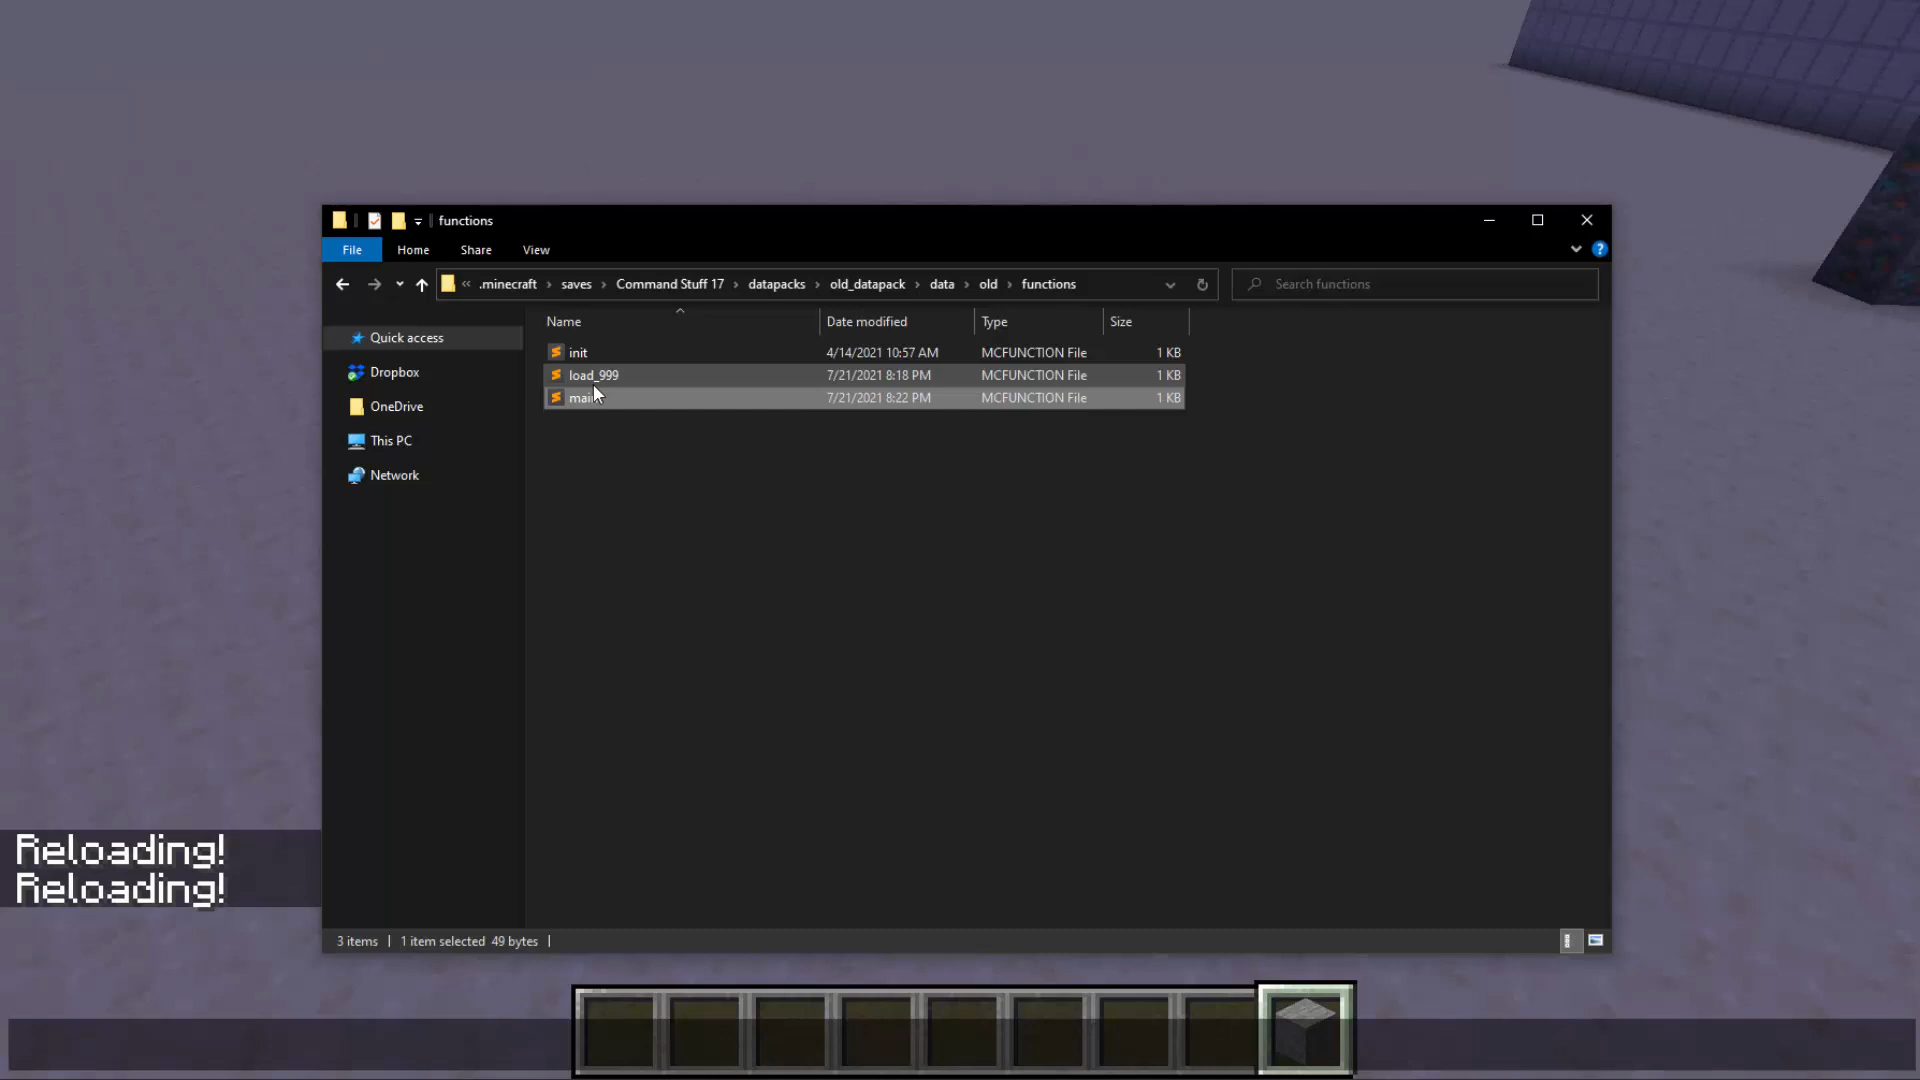 functions
File Home Share View
« .minecraft › saves › Command Stuff 17 › datapacks › old_datapack › data › old › functions
Search functions
Name Date modified Type Size
Quick access
Dropbox
OneDrive
This PC
Network
init 4/14/2021 10:57 AM MCFUNCTION File 1 KB
load_999 7/21/2021 8:18 PM MCFUNCTION File 1 KB
main 7/21/2021 8:22 PM MCFUNCTION File 1 KB
Reloading!
Reloading!
3 items 1 item selected 49 bytes